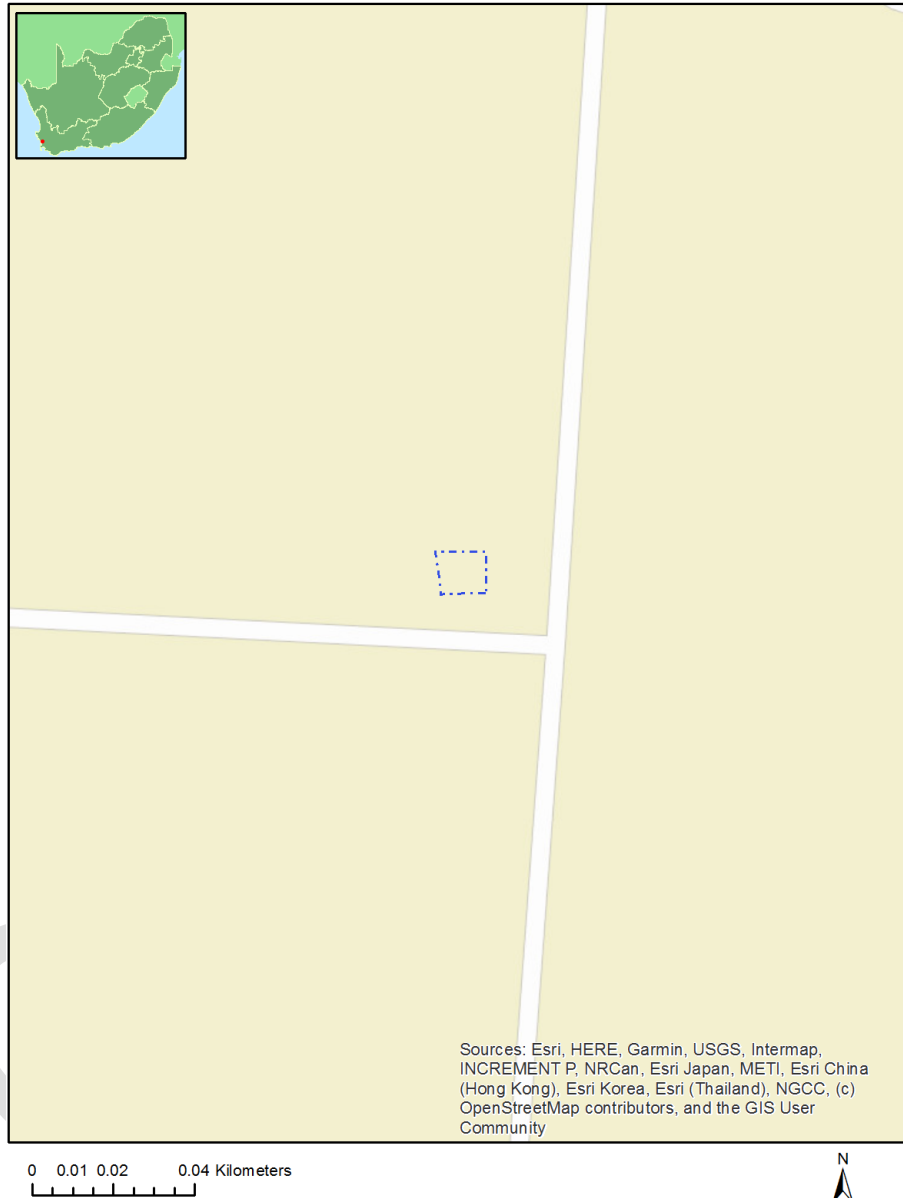 Sources: Esri, HERE, Garmin, USGS, Intermap,
INCREMENT P, NRCan, Esri Japan, METI, Esri China
(Hong Kong), Esri Korea, Esri (Thailand), NGCC, (c)
OpenStreetMap contributors, and the GIS User
Community
0 0.01 0.02 0.04 Kilometers
N